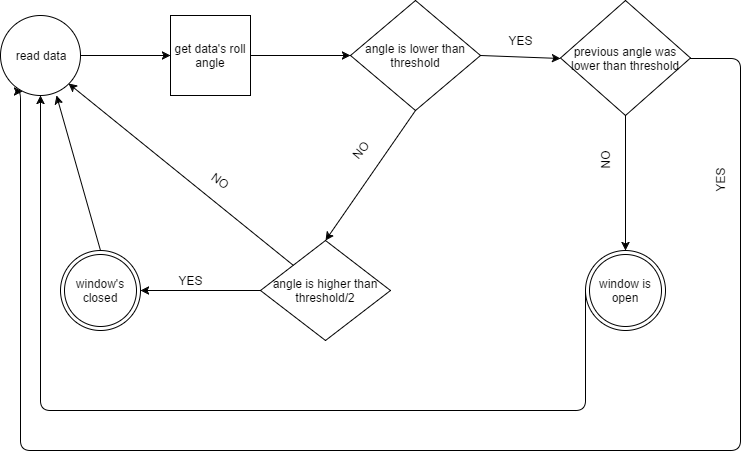 read data
get data's roll
angle
angle is lower than
threshold
YES
previous angle was
lower than threshold
NO
NO
NO
YES
YES
window's
closed
angle is higher than
threshold/2
window is
open